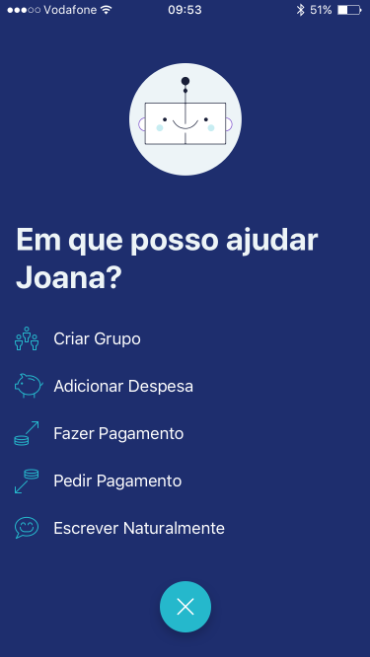 Vodafone 09:53 51%
Em que posso ajudar
Joana?
Criar Grupo
Adicionar Despesa
Fazer Pagamento
Pedir Pagamento
Escrever Naturalmente